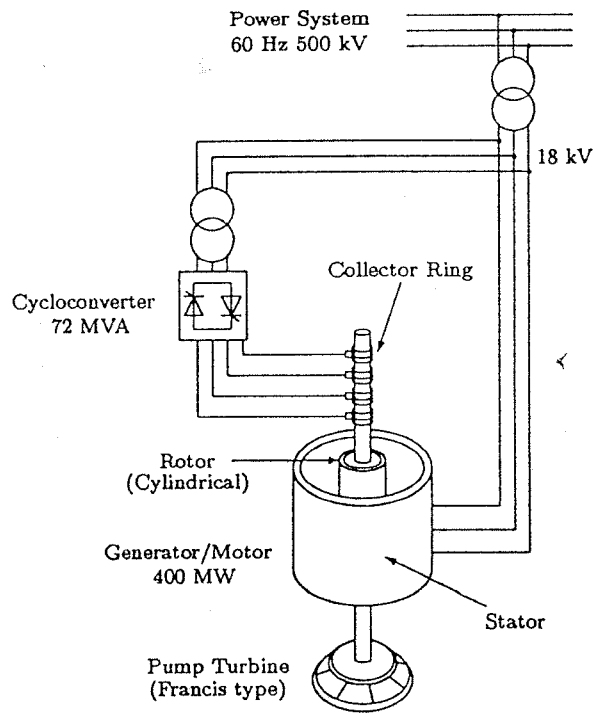 Power System
60 Hz 500 kV
18 kV
Collector Ring
Cycloconverter
72 MVA
Rotor
(Cylindrical)
Generator/Motor
400 MW
Stator
Pump Turbine
(Francis type)